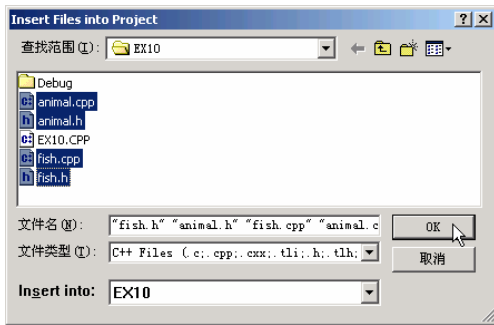 Insert Files into Project
查找范围(I): EX10
Debug
animal.cpp
animal.h
EX10.CPP
fish.cpp
fish.h
文件名(N): "fish.h" "animal.h" "fish.cpp" "animal.c OK
文件类型(T): C++ Files (.c;.cpp;.cxx;.tli;.h;.tlh; 取消
Insert into: EX10